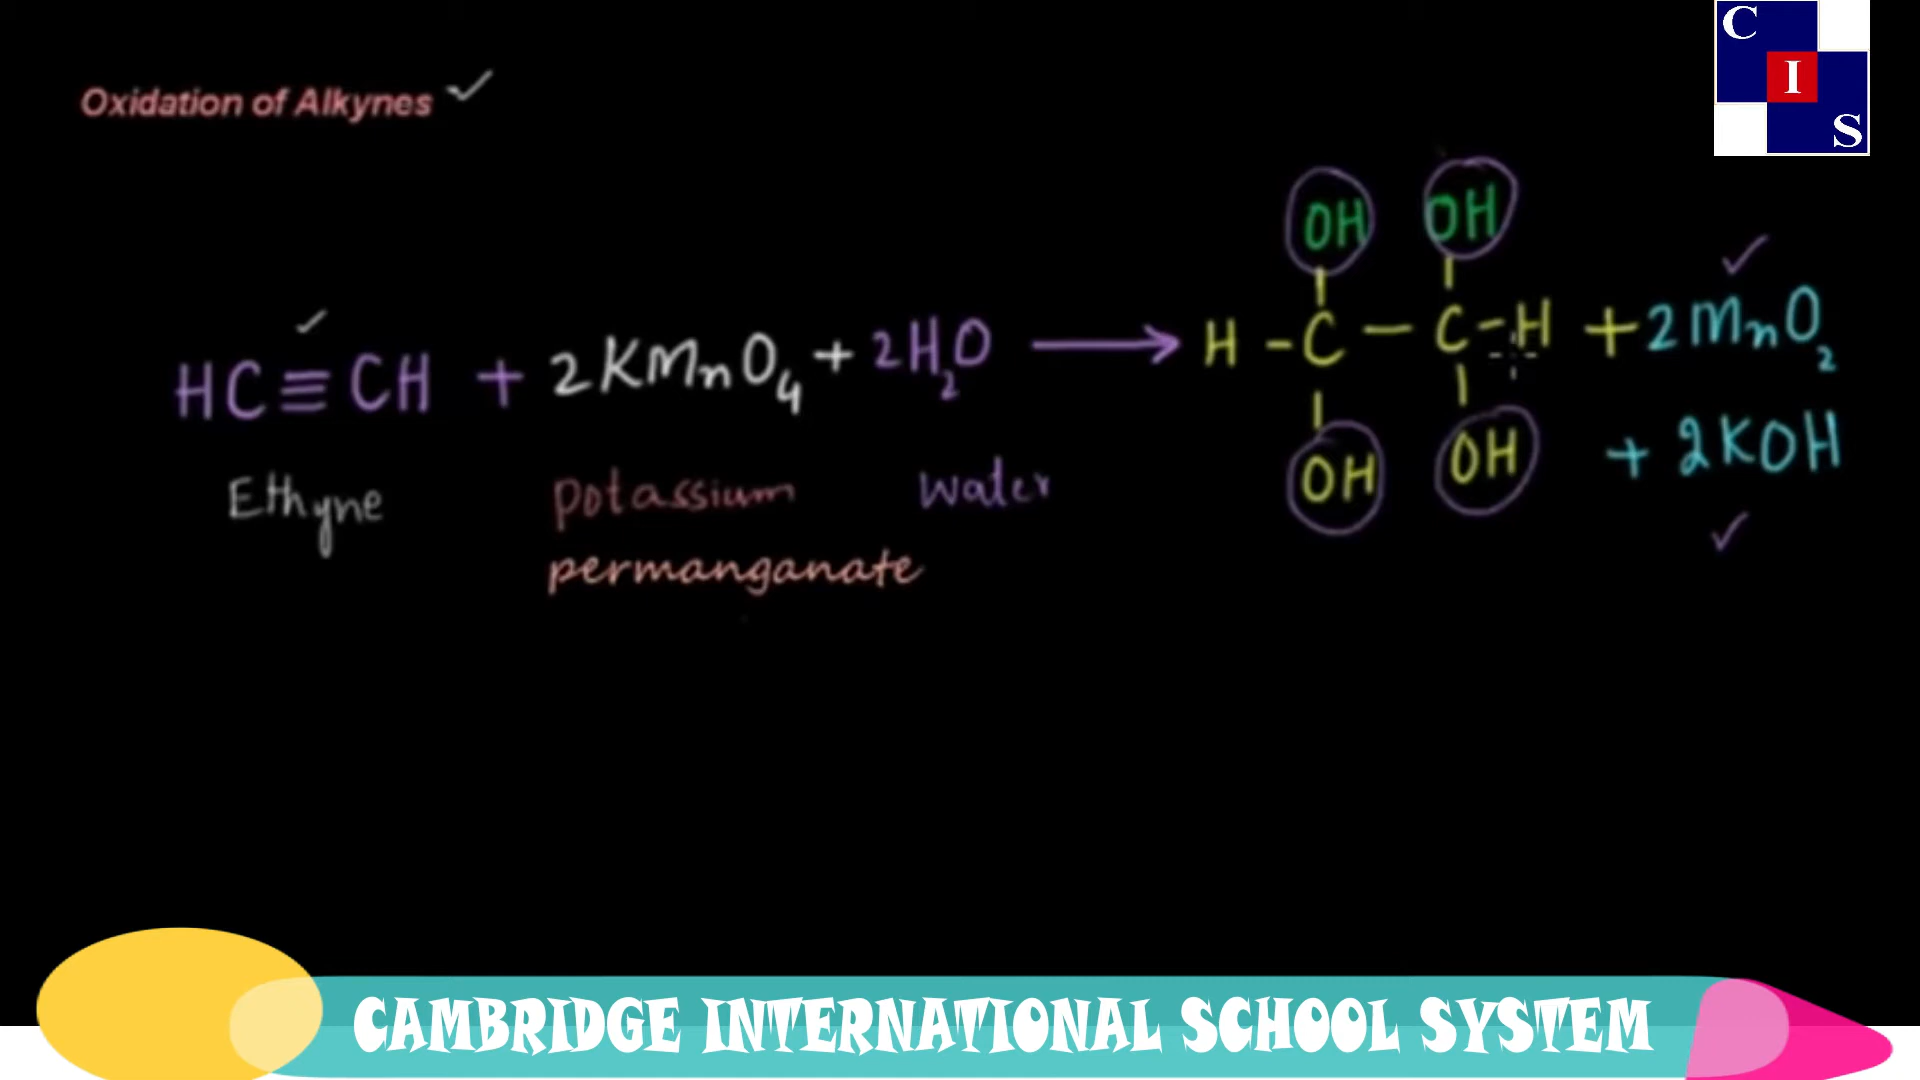 C
I
S
Oxidation of Alkynes
OH OH
HC≡CH + 2KMnO4 + 2H2O → H-C-C-H + 2MnO2
OH OH + 2KOH
Ethyne potassium water
permanganate
CAMBRIDGE INTERNATIONAL SCHOOL SYSTEM